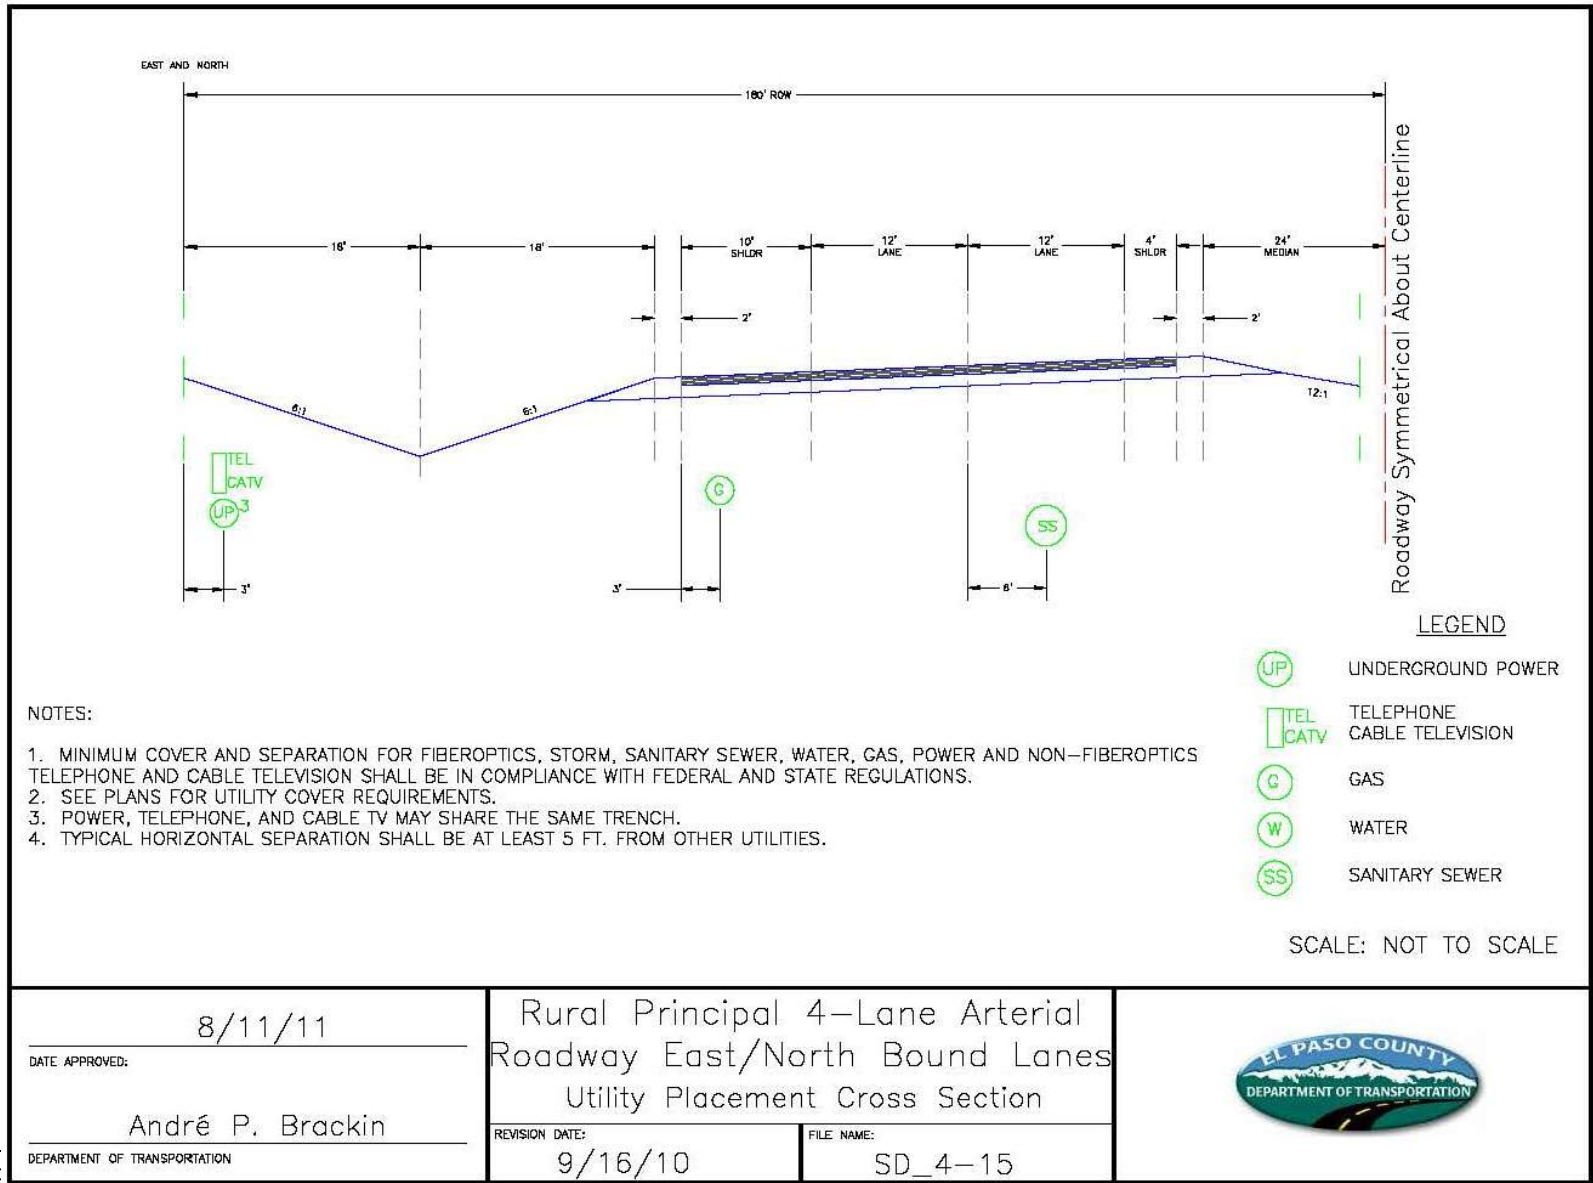 EAST AND NORTH
180' ROW
18'
18'
10'
SHLDR
12'
LANE
12'
LANE
4'
SHLDR
24'
MEDIAN
2'
2'
6:1
6:1
12:1
Roadway Symmetrical About Centerline
TEL
CATV
UP 3
G
SS
3'
3'
6'
LEGEND
UP UNDERGROUND POWER
TEL TELEPHONE
CATV CABLE TELEVISION
G GAS
W WATER
SS SANITARY SEWER
SCALE: NOT TO SCALE
NOTES:
1. MINIMUM COVER AND SEPARATION FOR FIBEROPTICS, STORM, SANITARY SEWER, WATER, GAS, POWER AND NON-FIBEROPTICS
TELEPHONE AND CABLE TELEVISION SHALL BE IN COMPLIANCE WITH FEDERAL AND STATE REGULATIONS.
2. SEE PLANS FOR UTILITY COVER REQUIREMENTS.
3. POWER, TELEPHONE, AND CABLE TV MAY SHARE THE SAME TRENCH.
4. TYPICAL HORIZONTAL SEPARATION SHALL BE AT LEAST 5 FT. FROM OTHER UTILITIES.
8/11/11
DATE APPROVED:
André P. Brackin
DEPARTMENT OF TRANSPORTATION
Rural Principal 4-Lane Arterial
Roadway East/North Bound Lanes
Utility Placement Cross Section
REVISION DATE:
9/16/10
FILE NAME:
SD_4-15
EL PASO COUNTY
DEPARTMENT OF TRANSPORTATION